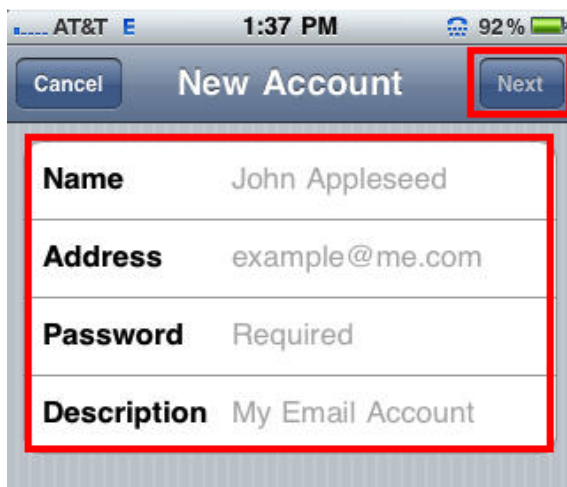 AT&T E 1:37 PM 92%
Cancel New Account Next
Name John Appleseed
Address example@me.com
Password Required
Description My Email Account